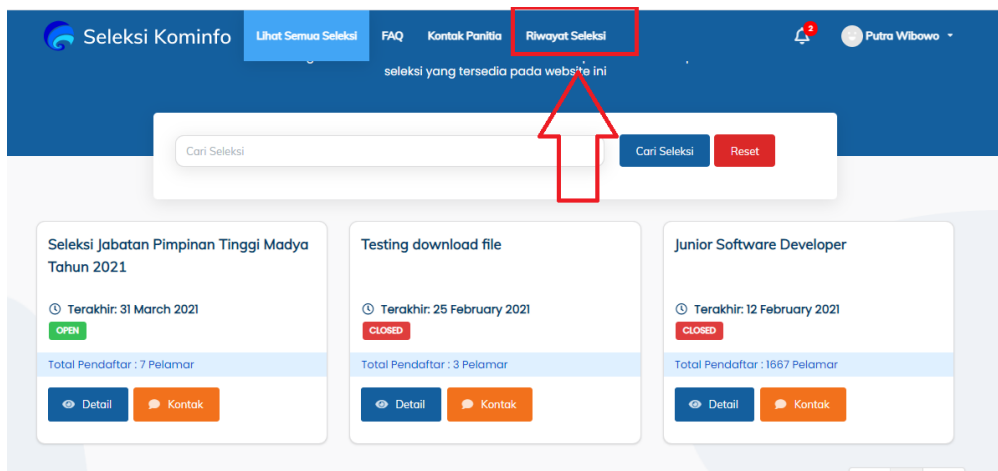 Seleksi Kominfo
Lihat Semua Seleksi
FAQ
Kontak Panitia
Riwayat Seleksi
2
Putra Wibowo
seleksi yang tersedia pada website ini
Cari Seleksi
Cari Seleksi
Reset
Seleksi Jabatan Pimpinan Tinggi Madya
Tahun 2021
Terakhir: 31 March 2021
OPEN
Total Pendaftar : 7 Pelamar
Detail
Kontak
Testing download file
Terakhir: 25 February 2021
CLOSED
Total Pendaftar : 3 Pelamar
Detail
Kontak
Junior Software Developer
Terakhir: 12 February 2021
CLOSED
Total Pendaftar : 1667 Pelamar
Detail
Kontak